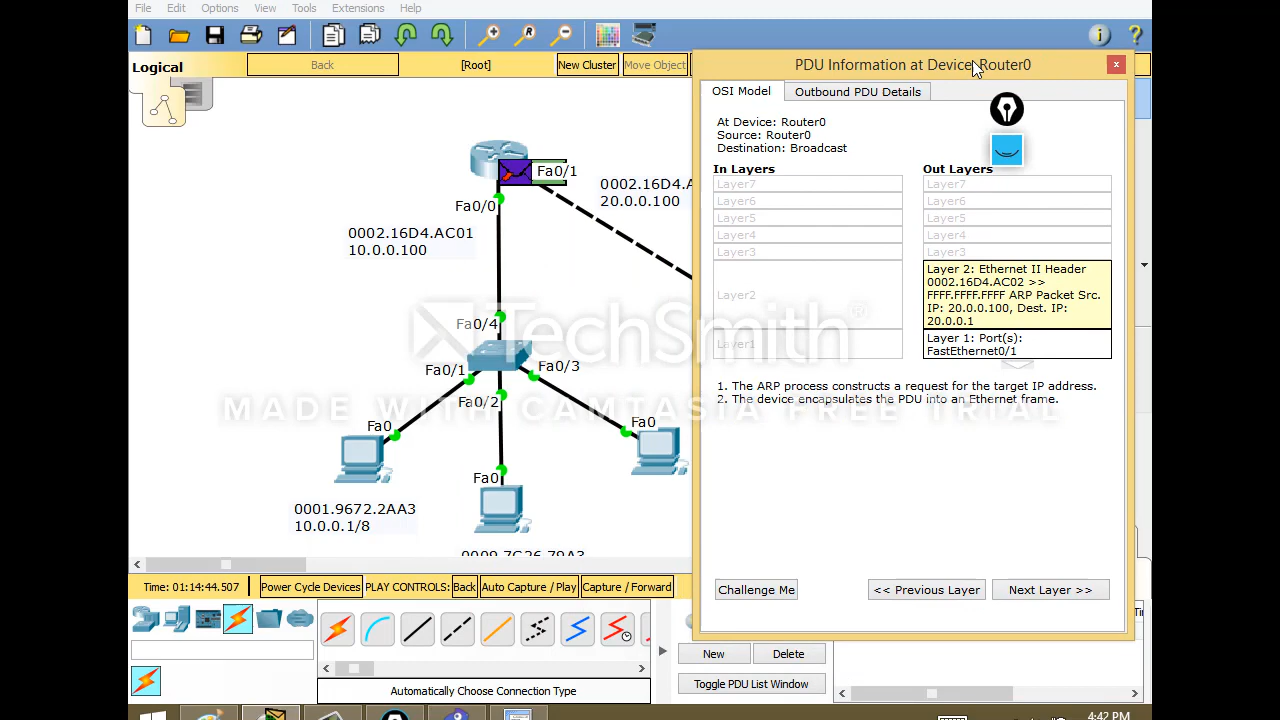 File Edit Options View Tools Extensions Help
Logical
Back
[Root]
New Cluster
Move Object
PDU Information at Device: Router0
OSI Model
Outbound PDU Details
At Device: Router0
Source: Router0
Destination: Broadcast
In Layers
Out Layers
Layer7
Layer6
Layer5
Layer4
Layer3
Layer2
Layer1
Layer7
Layer6
Layer5
Layer4
Layer3
Layer 2: Ethernet II Header
0002.16D4.AC02 >>
FFFF.FFFF.FFFF ARP Packet Src.
IP: 20.0.0.100, Dest. IP:
20.0.0.1
Layer 1: Port(s):
FastEthernet0/1
1. The ARP process constructs a request for the target IP address.
2. The device encapsulates the PDU into an Ethernet frame.
Challenge Me
<< Previous Layer
Next Layer >>
Fa0/1
0002.16D4.A
20.0.0.100
Fa0/0
0002.16D4.AC01
10.0.0.100
Fa0/4
Fa0/1
Fa0/3
Fa0/2
Fa0
Fa0
Fa0
0001.9672.2AA3
10.0.0.1/8
0009.7C26.79A3
TechSmith®
MADE WITH CAMTASIA FREE TRIAL
Time: 01:14:44.507
Power Cycle Devices
PLAY CONTROLS:
Back
Auto Capture / Play
Capture / Forward
New
Delete
Toggle PDU List Window
Automatically Choose Connection Type
4:42 PM